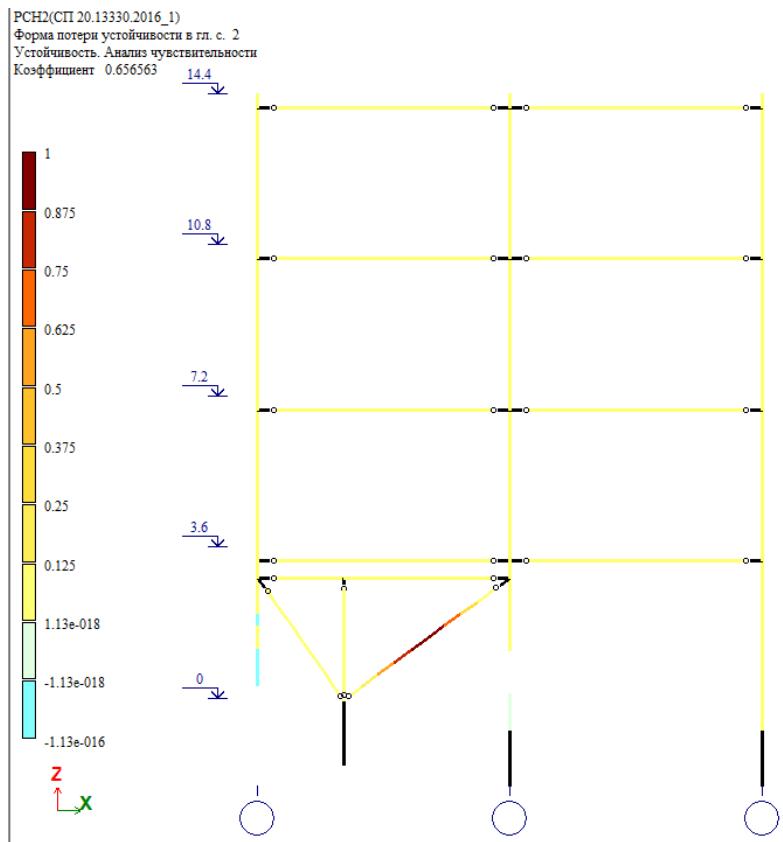 РСН2(СП 20.13330.2016_1)
Форма потери устойчивости в гл. с. 2
Устойчивость. Анализ чувствительности
Коэффициент 0.656563
14.4
1
0.875
10.8
0.75
0.625
0.5
7.2
0.375
0.25
3.6
0.125
1.13e-018
-1.13e-018
0
-1.13e-016
Z
X